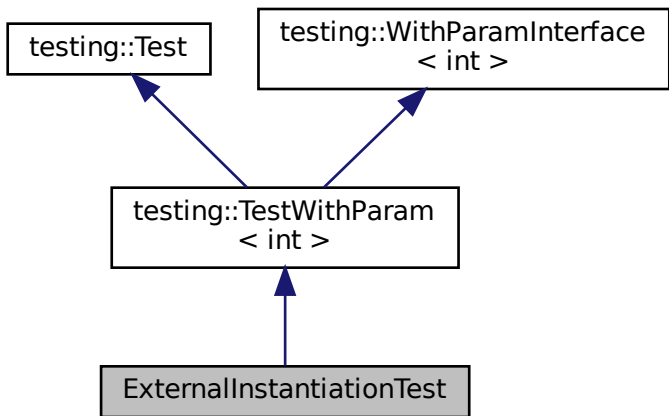 testing::Test
testing::WithParamInterface
< int >
testing::TestWithParam
< int >
ExternalInstantiationTest